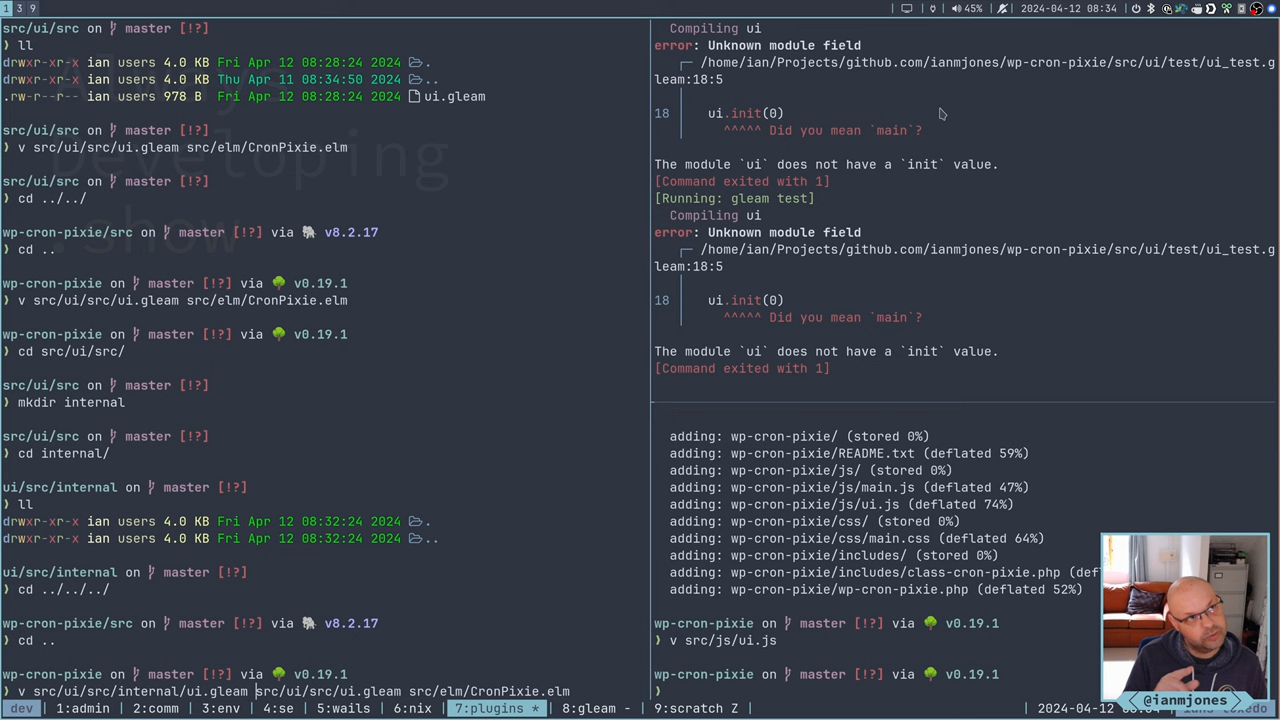 1 3 9
45%
2024-04-12 08:34
src/ui/src on master [!?]
❯ ll
drwxr-xr-x ian users 4.0 KB Fri Apr 12 08:28:24 2024 .
drwxr-xr-x ian users 4.0 KB Thu Apr 11 08:34:50 2024 ..
.rw-r--r-- ian users 978 B Fri Apr 12 08:28:24 2024 ui.gleam
Always
Developing
.show
src/ui/src on master [!?]
❯ v src/ui/src/ui.gleam src/elm/CronPixie.elm
src/ui/src on master [!?]
❯ cd ../../
wp-cron-pixie/src on master [!?] via v8.2.17
❯ cd ..
wp-cron-pixie on master [!?] via v0.19.1
❯ v src/ui/src/ui.gleam src/elm/CronPixie.elm
wp-cron-pixie on master [!?] via v0.19.1
❯ cd src/ui/src/
src/ui/src on master [!?]
❯ mkdir internal
src/ui/src on master [!?]
❯ cd internal/
ui/src/internal on master [!?]
❯ ll
drwxr-xr-x ian users 4.0 KB Fri Apr 12 08:32:24 2024 .
drwxr-xr-x ian users 4.0 KB Fri Apr 12 08:32:24 2024 ..
ui/src/internal on master [!?]
❯ cd ../../../
wp-cron-pixie/src on master [!?] via v8.2.17
❯ cd ..
wp-cron-pixie on master [!?] via v0.19.1
❯ v src/ui/src/internal/ui.gleam src/ui/src/ui.gleam src/elm/CronPixie.elm
Compiling ui
error: Unknown module field
/home/ian/Projects/github.com/ianmjones/wp-cron-pixie/src/ui/test/ui_test.g
leam:18:5
18 ui.init(0)
^^^^^ Did you mean `main`?
The module `ui` does not have a `init` value.
[Command exited with 1]
[Running: gleam test]
Compiling ui
error: Unknown module field
/home/ian/Projects/github.com/ianmjones/wp-cron-pixie/src/ui/test/ui_test.g
leam:18:5
18 ui.init(0)
^^^^^ Did you mean `main`?
The module `ui` does not have a `init` value.
[Command exited with 1]
adding: wp-cron-pixie/ (stored 0%)
adding: wp-cron-pixie/README.txt (deflated 59%)
adding: wp-cron-pixie/js/ (stored 0%)
adding: wp-cron-pixie/js/main.js (deflated 47%)
adding: wp-cron-pixie/js/ui.js (deflated 74%)
adding: wp-cron-pixie/css/ (stored 0%)
adding: wp-cron-pixie/css/main.css (deflated 64%)
adding: wp-cron-pixie/includes/ (stored 0%)
adding: wp-cron-pixie/includes/class-cron-pixie.php (def
adding: wp-cron-pixie/wp-cron-pixie.php (deflated 52%)
wp-cron-pixie on master [!?] via v0.19.1
❯ v src/js/ui.js
wp-cron-pixie on master [!?] via v0.19.1
❯
@ianmjones
dev 1:admin 2:comm 3:env 4:se 5:wails 6:nix 7:plugins * 8:gleam - 9:scratch Z 2024-04-12